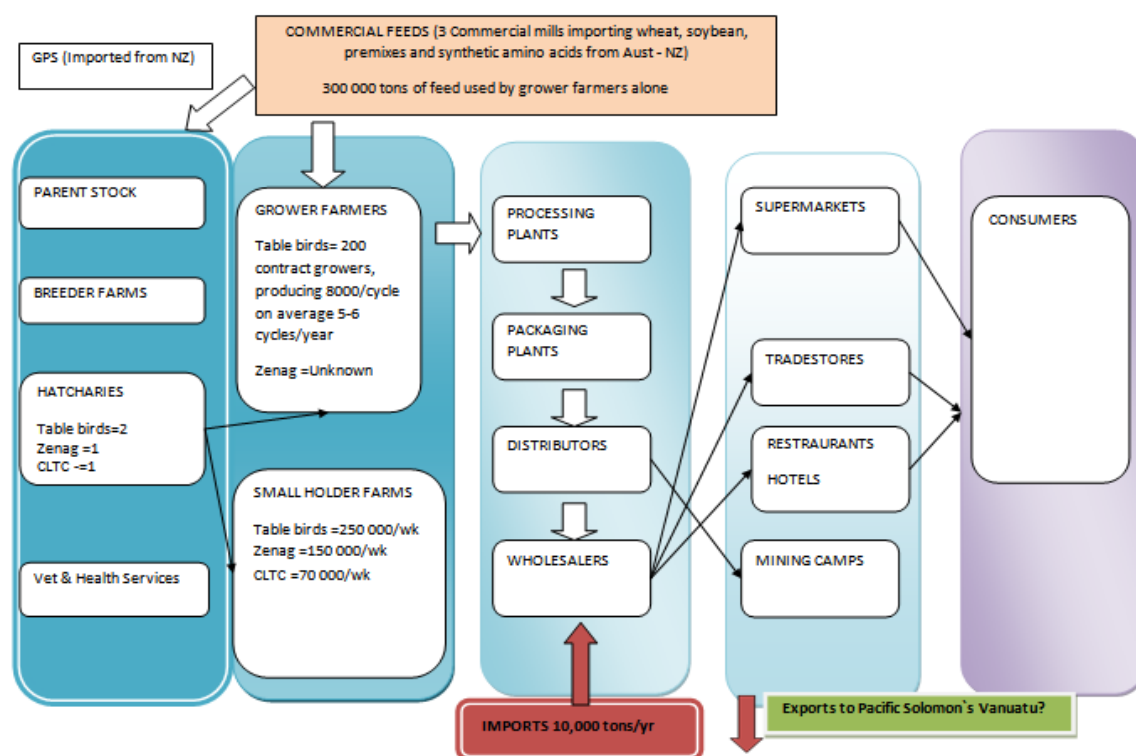 COMMERCIAL FEEDS (3 Commercial mills importing wheat, soybean,
premixes and synthetic amino acids from Aust - NZ)
300 000 tons of feed used by grower farmers alone
GPS (Imported from NZ)
PARENT STOCK
BREEDER FARMS
HATCHARIES
Table birds=2
Zenag =1
CLTC -=1
Vet & Health Services
GROWER FARMERS
Table birds= 200
contract growers,
producing 8000/cycle
on average 5-6
cycles/year
Zenag =Unknown
SMALL HOLDER FARMS
Table birds =250 000/wk
Zenag =150 000/wk
CLTC =70 000/wk
PROCESSING
PLANTS
PACKAGING
PLANTS
DISTRIBUTORS
WHOLESALERS
IMPORTS 10,000 tons/yr
SUPERMARKETS
TRADESTORES
RESTRAURANTS
HOTELS
MINING CAMPS
Exports to Pacific Solomon`s Vanuatu?
CONSUMERS